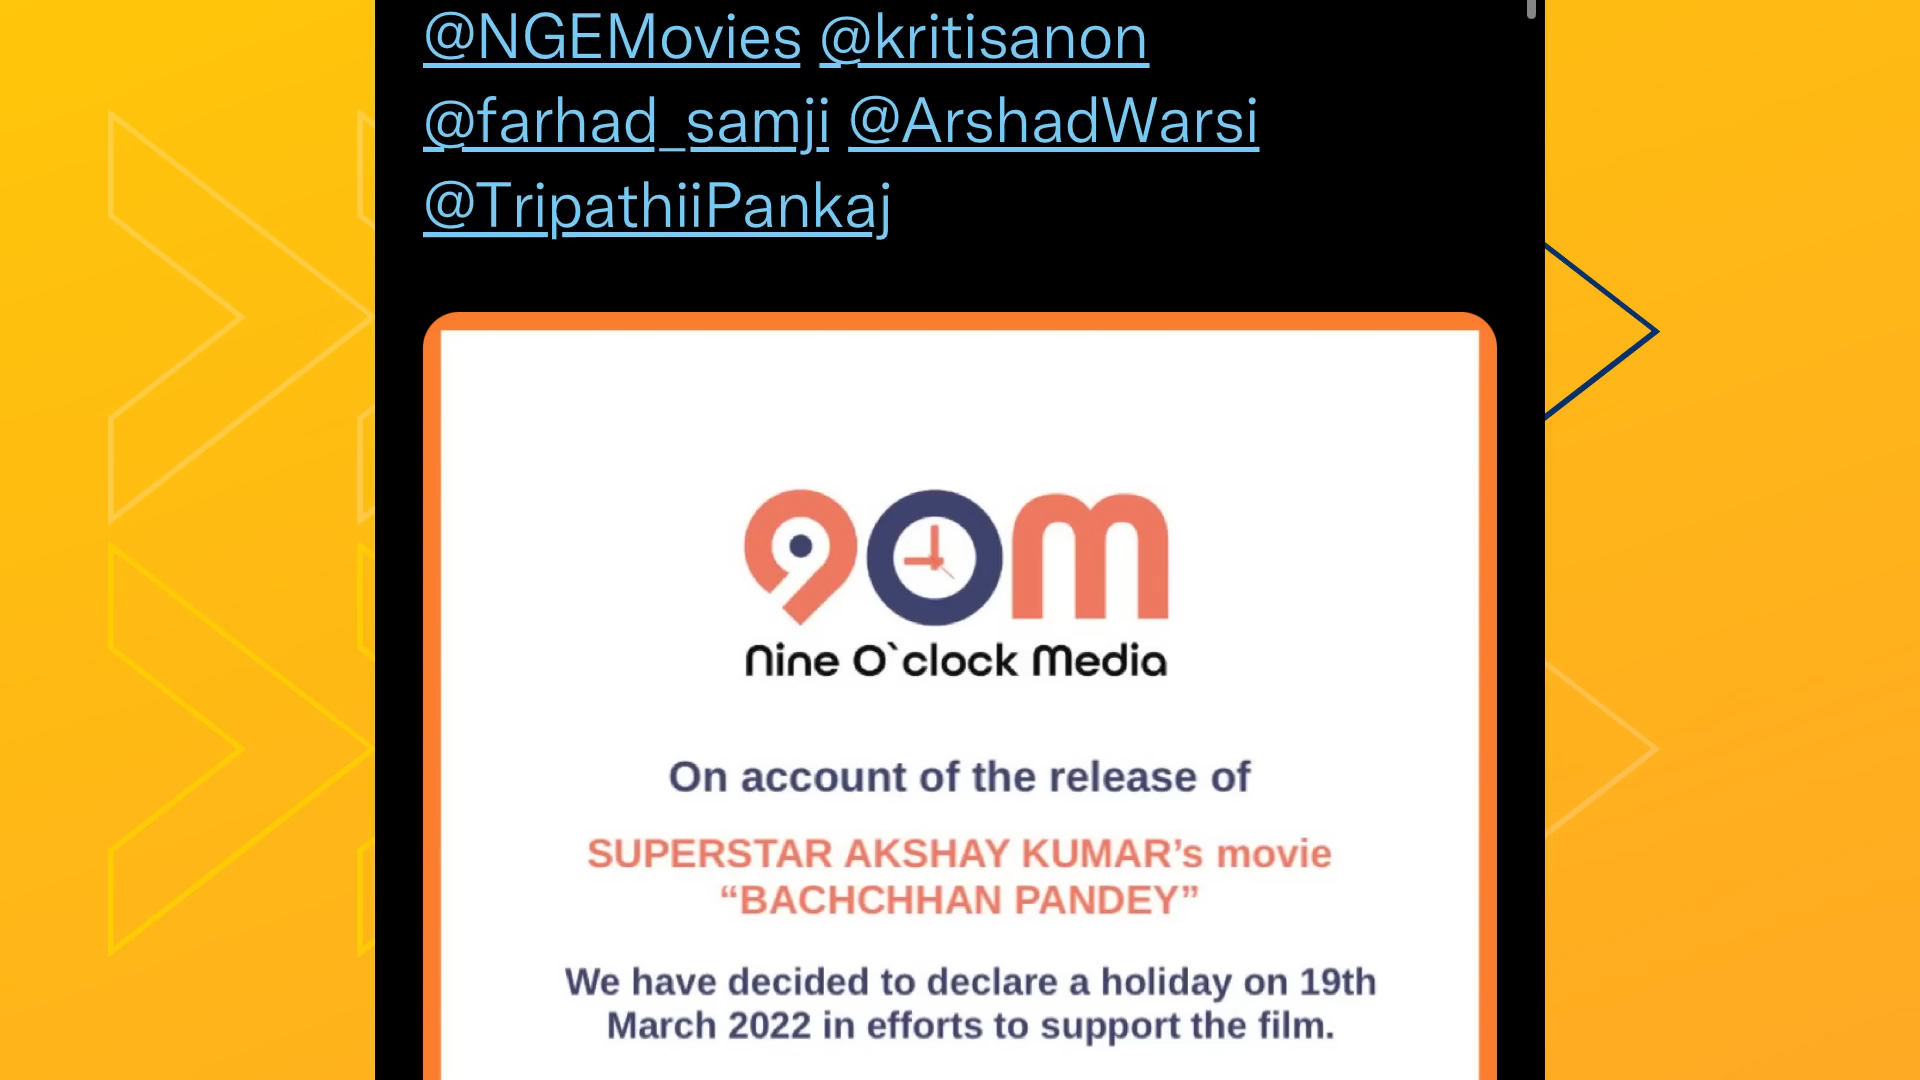 @NGEMovies @kritisanon
@farhad_samji @ArshadWarsi
@TripathiiPankaj
9Om
Nine O`clock Media
On account of the release of
SUPERSTAR AKSHAY KUMAR’s movie
“BACHCHHAN PANDEY”
We have decided to declare a holiday on 19th
March 2022 in efforts to support the film.